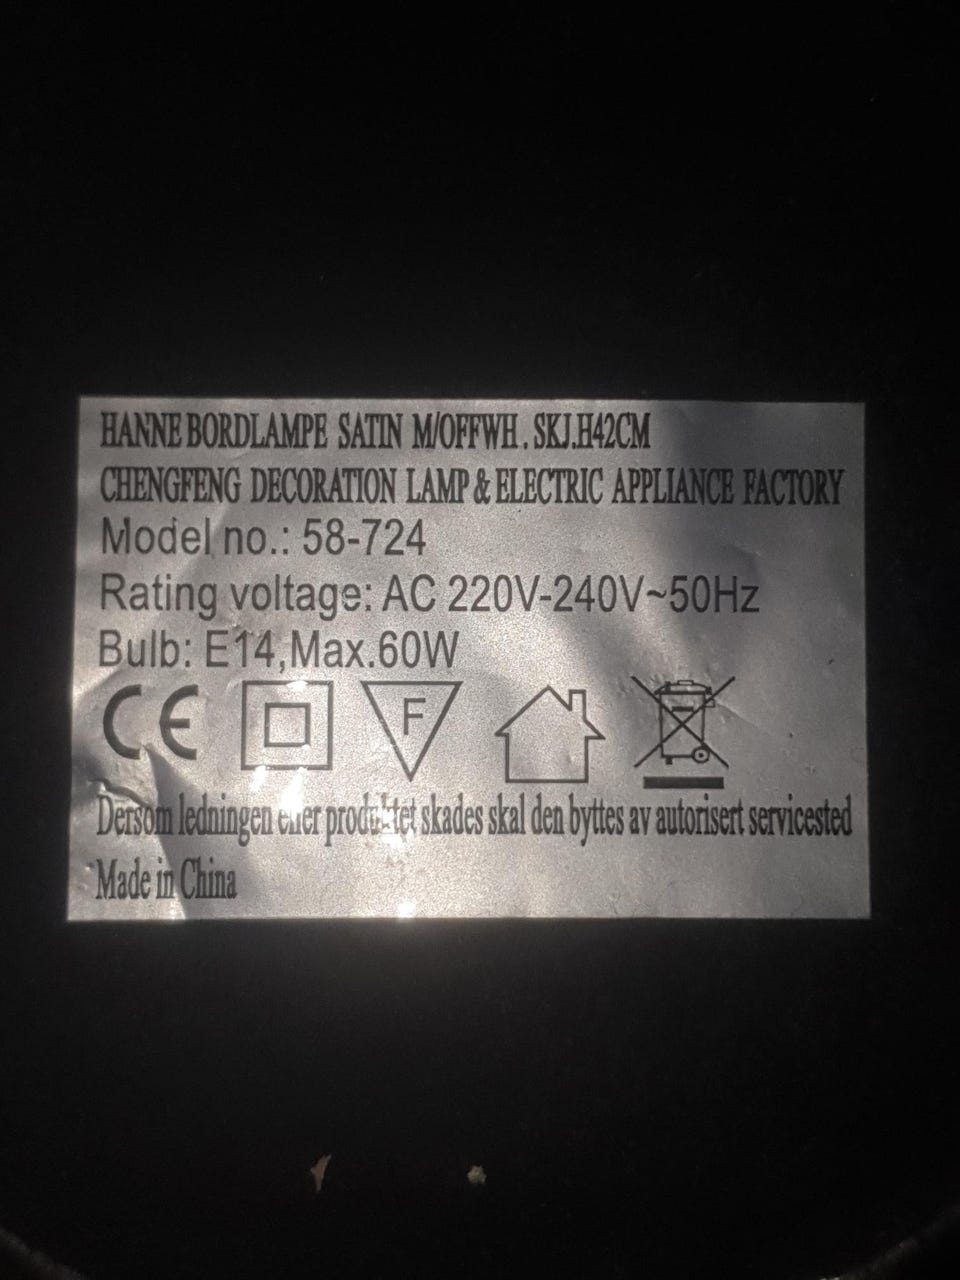 HANNE BORDLAMPE SATIN M/OFFWH. SKJ.H42CM
CHENGFENG DECORATION LAMP & ELECTRIC APPLIANCE FACTORY
Model no.: 58-724
Rating voltage: AC 220V-240V~50Hz
Bulb: E14,Max.60W
CE F
Dersom ledningen eller produktet skades skal den byttes av autorisert servicested
Made in China